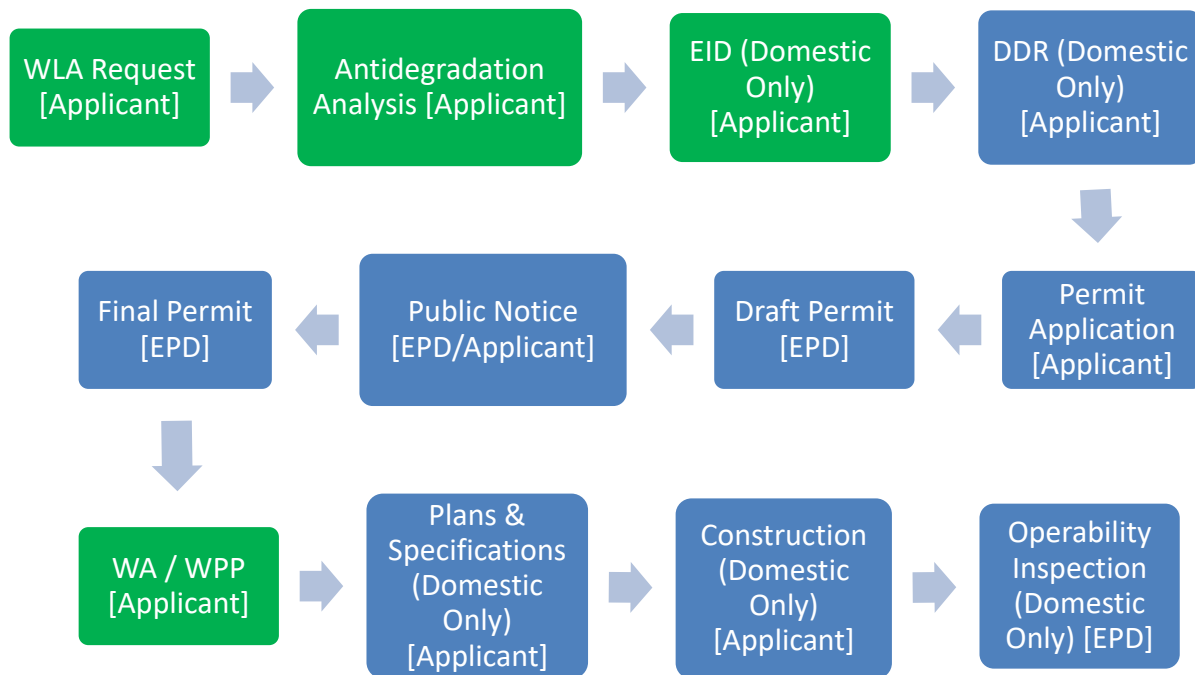 WLA Request
[Applicant]
Antidegradation
Analysis [Applicant]
EID (Domestic
Only)
[Applicant]
DDR (Domestic
Only)
[Applicant]
Permit
Application
[Applicant]
Draft Permit
[EPD]
Public Notice
[EPD/Applicant]
Final Permit
[EPD]
WA / WPP
[Applicant]
Plans &
Specifications
(Domestic
Only)
[Applicant]
Construction
(Domestic
Only)
[Applicant]
Operability
Inspection
(Domestic
Only) [EPD]